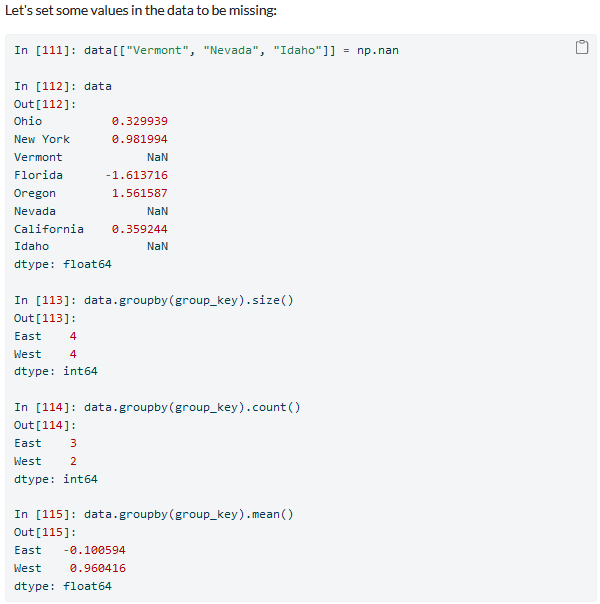 Let's set some values in the data to be missing:
In [111]: data[["Vermont", "Nevada", "Idaho"]] = np.nan
In [112]: data
Out[112]:
Ohio          0.329939
New York      0.981994
Vermont            NaN
Florida      -1.613716
Oregon        1.561587
Nevada             NaN
California    0.359244
Idaho              NaN
dtype: float64
In [113]: data.groupby(group_key).size()
Out[113]:
East    4
West    4
dtype: int64
In [114]: data.groupby(group_key).count()
Out[114]:
East    3
West    2
dtype: int64
In [115]: data.groupby(group_key).mean()
Out[115]:
East   -0.100594
West    0.960416
dtype: float64